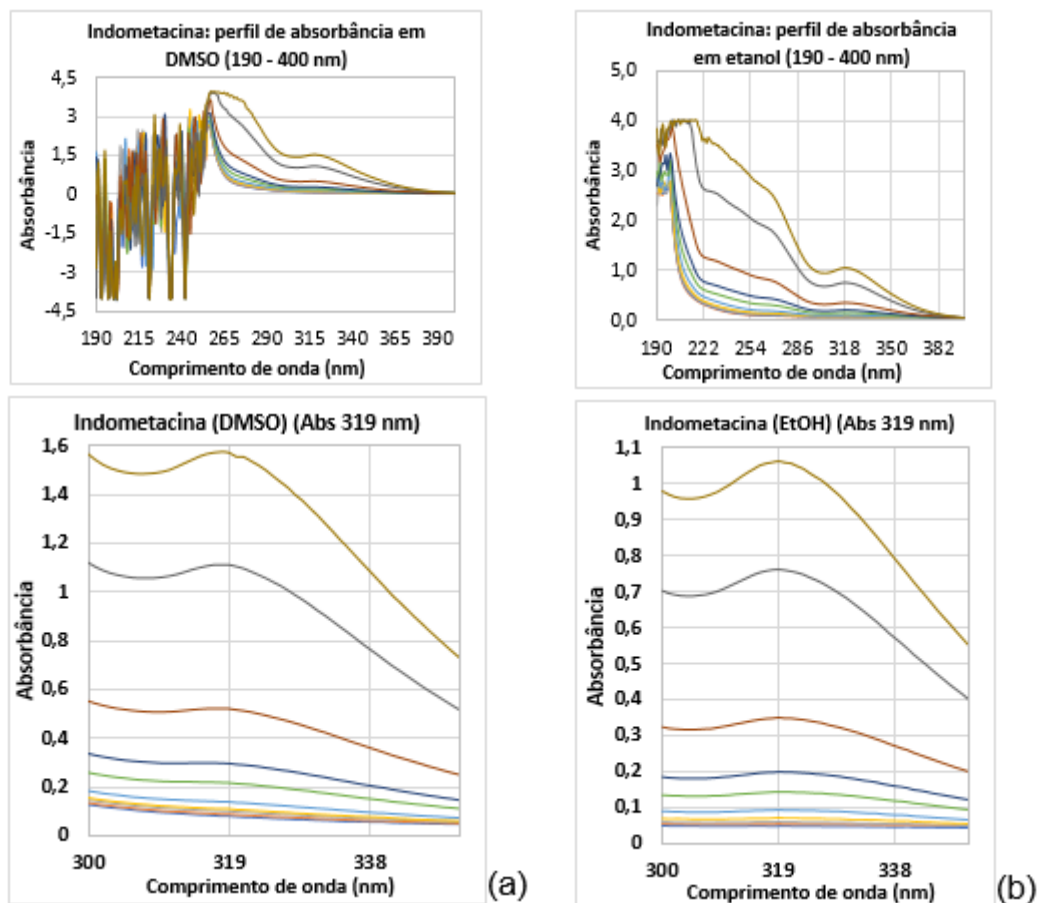 Indometacina: perfil de absorbância em
DMSO (190 - 400 nm)
4,5
3
1,5
0
-1,5
-3
-4,5
Absorbância
190 215 240 265 290 315 340 365 390
Comprimento de onda (nm)
Indometacina: perfil de absorbância
em etanol (190 - 400 nm)
5,0
4,0
3,0
2,0
1,0
0,0
Absorbância
190 222 254 286 318 350 382
Comprimento de onda (nm)
Indometacina (DMSO) (Abs 319 nm)
1,6
1,4
1,2
1
0,8
0,6
0,4
0,2
0
Absorbância
300 319 338
Comprimento de onda (nm)
(a)
Indometacina (EtOH) (Abs 319 nm)
1,1
1
0,9
0,8
0,7
0,6
0,5
0,4
0,3
0,2
0,1
0
Absorbância
300 319 338
Comprimento de onda (nm)
(b)